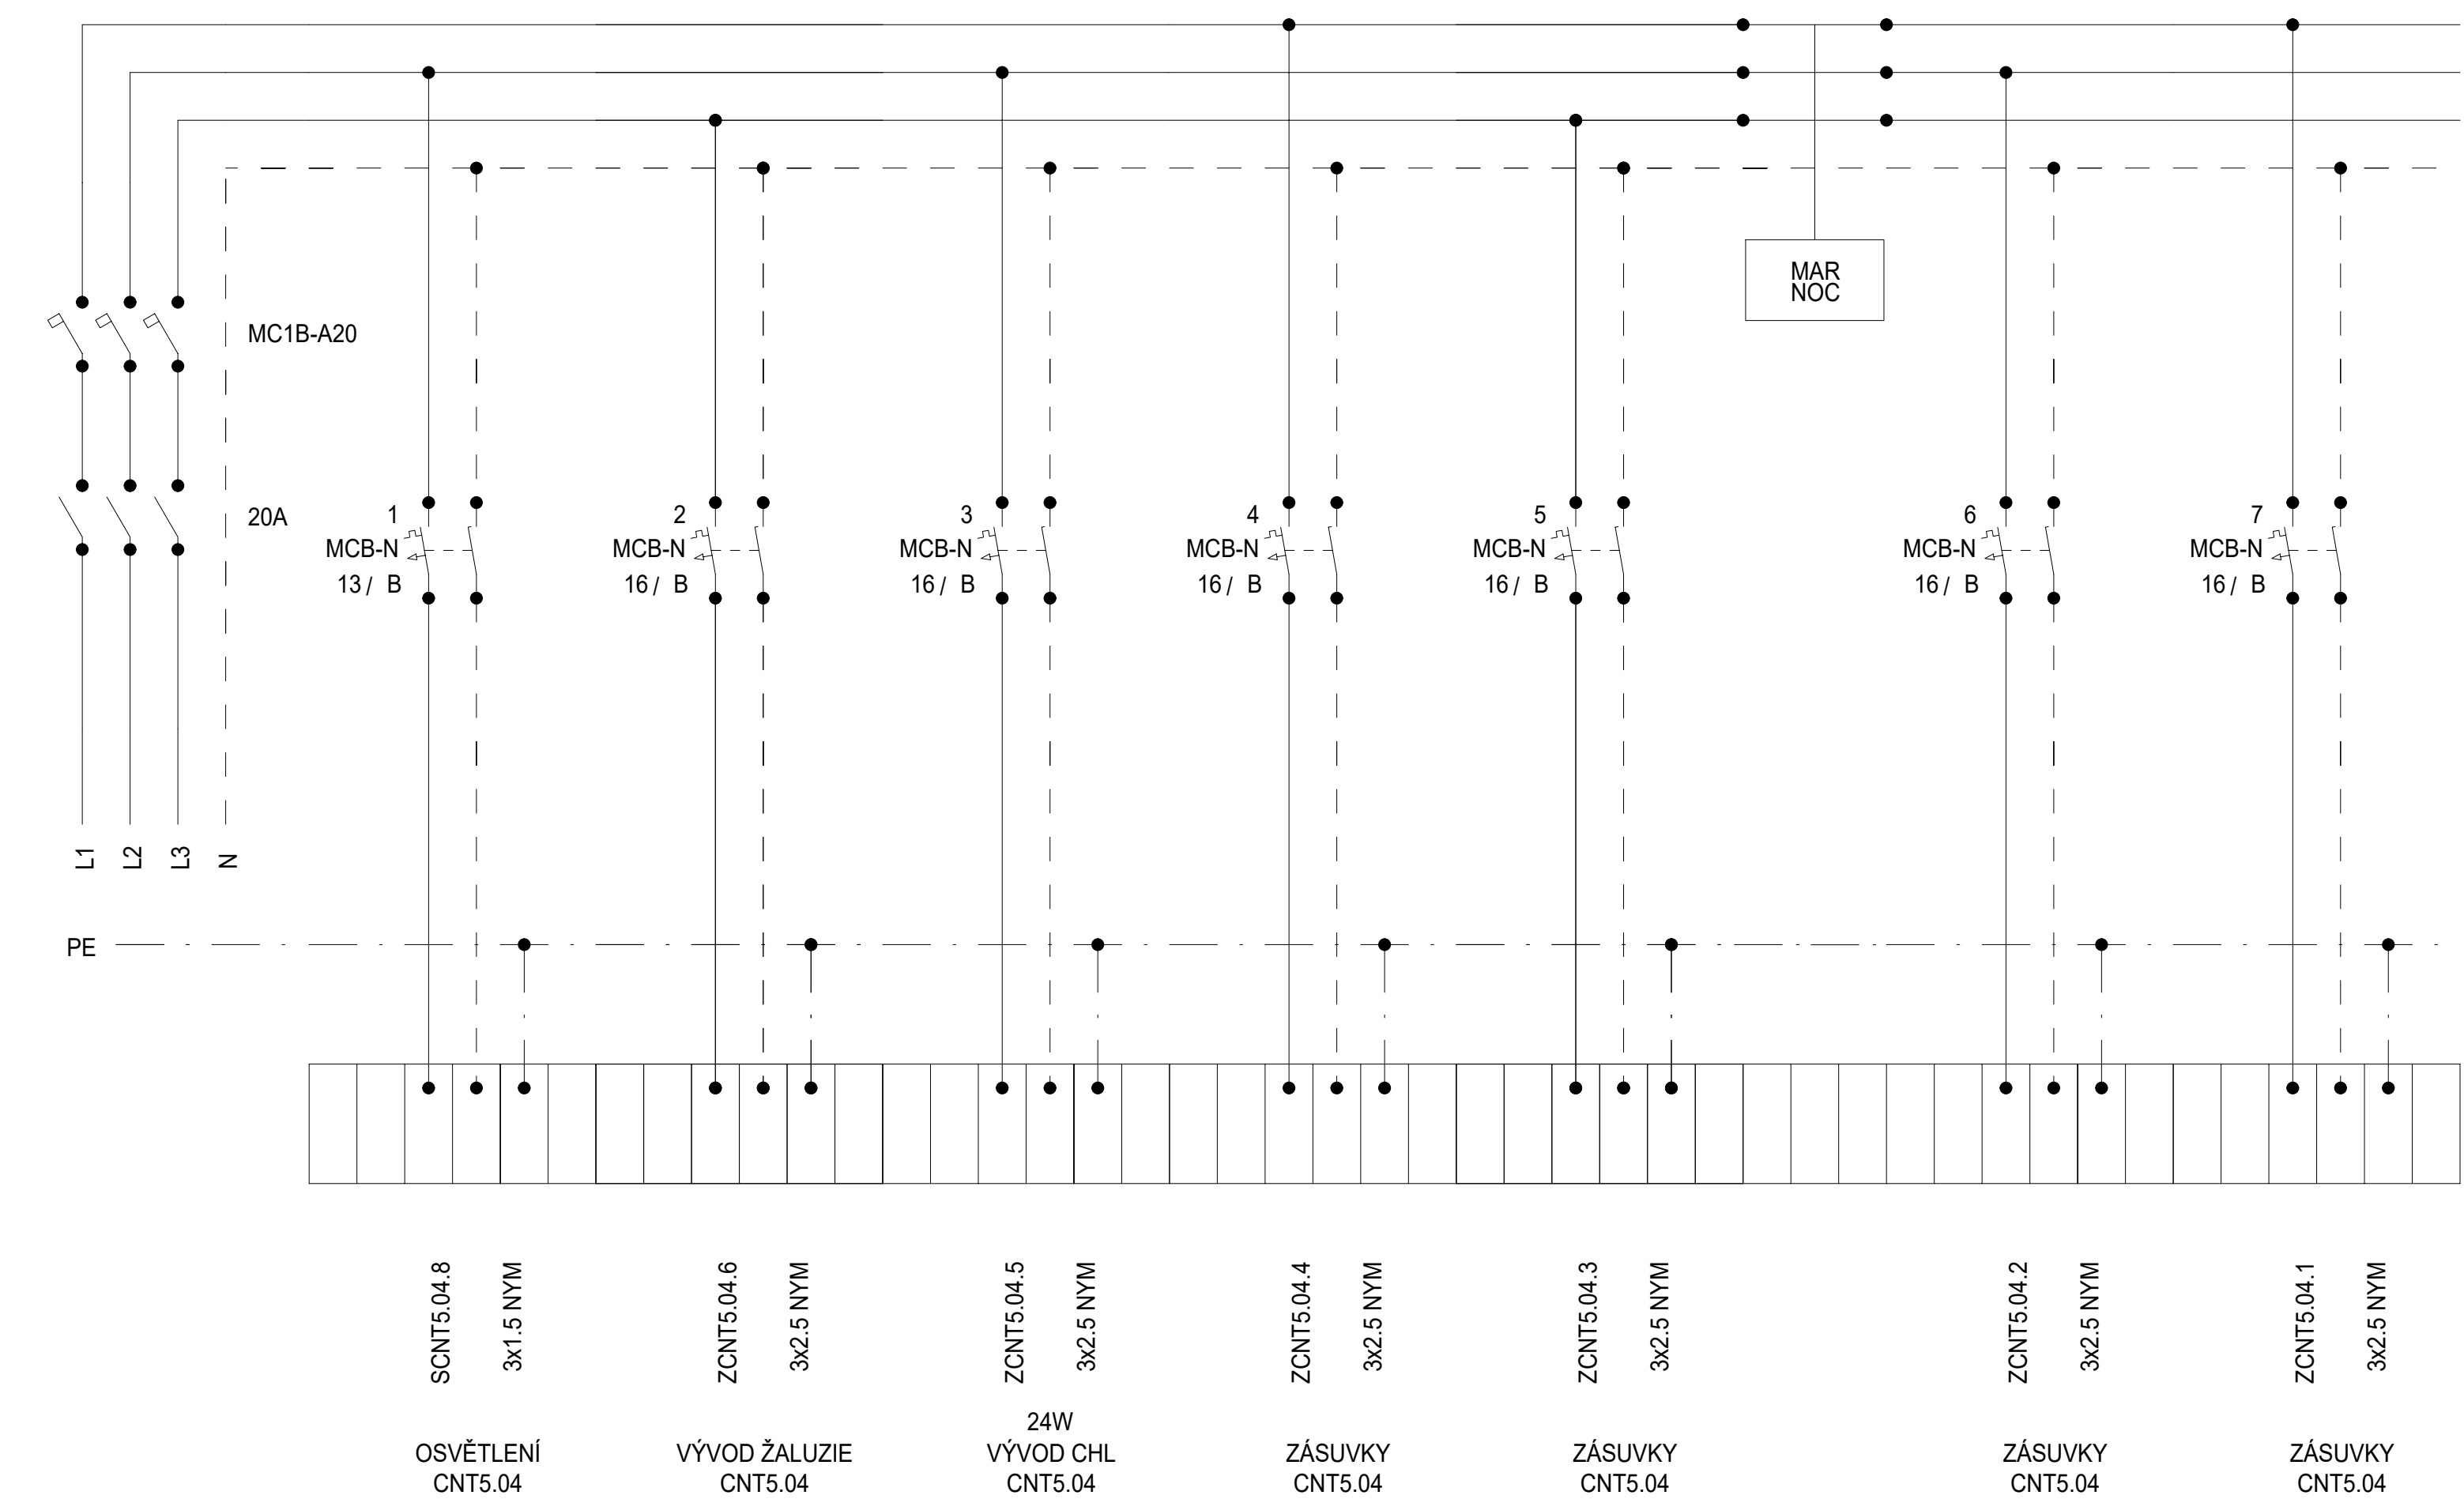 MAR
NOC
MC1B-A20
20A
1
MCB-N
13 / B
2
MCB-N
16 / B
3
MCB-N
16 / B
4
MCB-N
16 / B
5
MCB-N
16 / B
6
MCB-N
16 / B
7
MCB-N
16 / B
L1
L2
L3
N
PE
SCNT5.04.8
3x1.5 NYM
ZCNT5.04.6
3x2.5 NYM
ZCNT5.04.5
3x2.5 NYM
ZCNT5.04.4
3x2.5 NYM
ZCNT5.04.3
3x2.5 NYM
ZCNT5.04.2
3x2.5 NYM
ZCNT5.04.1
3x2.5 NYM
OSVĚTLENÍ
CNT5.04
VÝVOD ŽALUZIE
CNT5.04
24W
VÝVOD CHL
CNT5.04
ZÁSUVKY
CNT5.04
ZÁSUVKY
CNT5.04
ZÁSUVKY
CNT5.04
ZÁSUVKY
CNT5.04